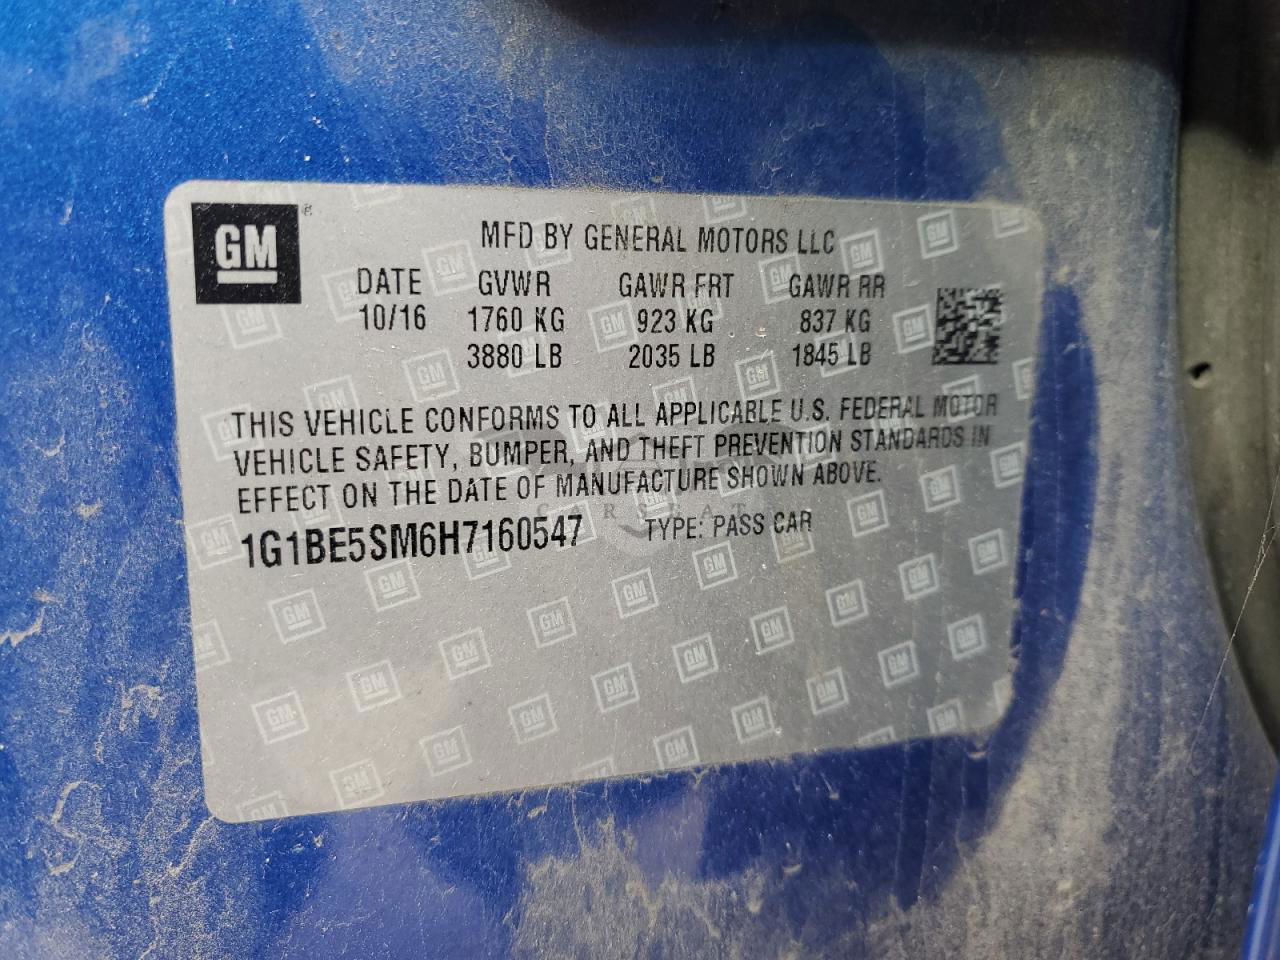 GM
MFD BY GENERAL MOTORS LLC
DATE GVWR GAWR FRT GAWR RR
10/16 1760 KG 923 KG 837 KG
3880 LB 2035 LB 1845 LB
THIS VEHICLE CONFORMS TO ALL APPLICABLE U.S. FEDERAL MOTOR
VEHICLE SAFETY, BUMPER, AND THEFT PREVENTION STANDARDS IN
EFFECT ON THE DATE OF MANUFACTURE SHOWN ABOVE.
1G1BE5SM6H7160547 TYPE: PASS CAR